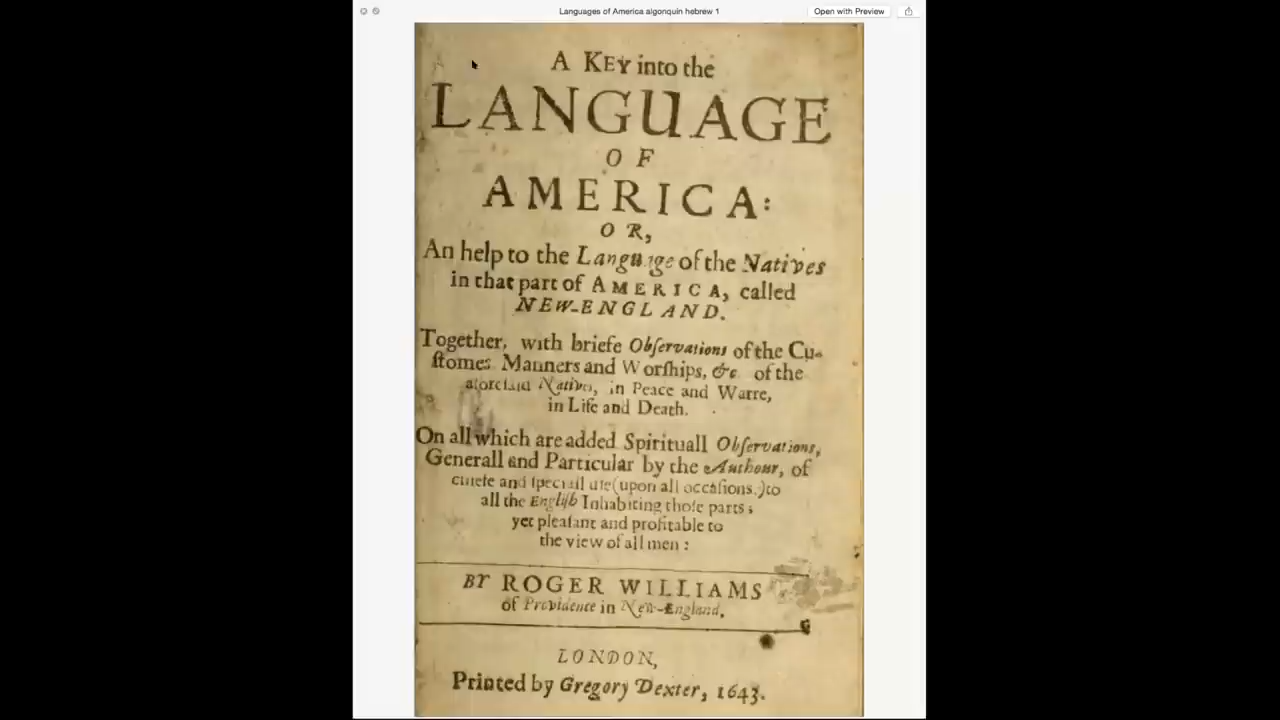 Languages of America algonquin hebrew 1
Open with Preview
A KEY into the
LANGUAGE
OF
AMERICA:
OR,
An help to the Language of the Natives
in that part of AMERICA, called
NEW-ENGLAND.
Together, with briefe Observations of the Cu-
stomes Manners and Worships, &c. of the
aforesaid Natives, in Peace and Warre,
in Life and Death.
On all which are added Spirituall Observations,
Generall and Particular by the Authour, of
chiefe and speciall use (upon all occasions,) to
all the English Inhabiting those parts;
yet pleasant and profitable to
the view of all men:
BY ROGER WILLIAMS
of Providence in New-England.
LONDON,
Printed by Gregory Dexter, 1643.